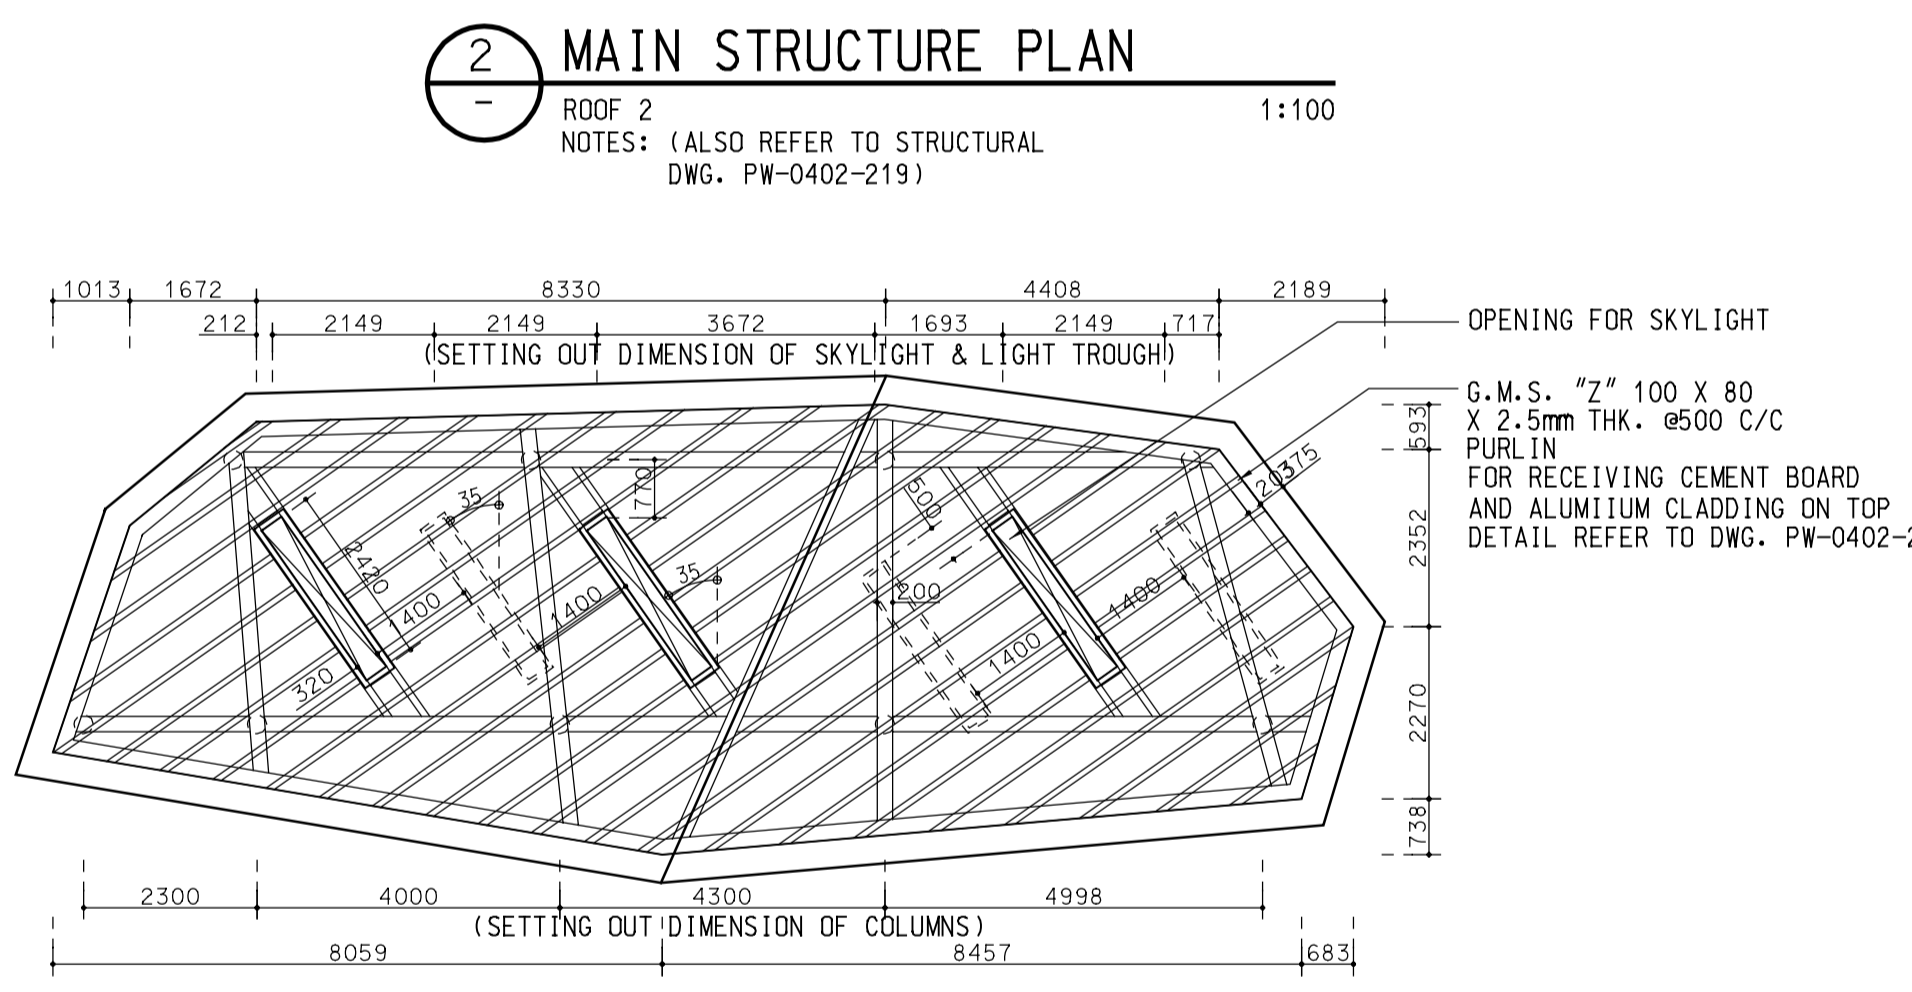 2 MAIN STRUCTURE PLAN
-
ROOF 2 1:100
NOTES: (ALSO REFER TO STRUCTURAL
DWG. PW-0402-219)
1013 1672 8330 4408 2189
212 2149 2149 3672 1693 2149 717
(SETTING OUT DIMENSION OF SKYLIGHT & LIGHT TROUGH)
OPENING FOR SKYLIGHT
G.M.S. "Z" 100 X 80
X 2.5mm THK. @500 C/C
PURLIN
FOR RECEIVING CEMENT BOARD
AND ALUMIIUM CLADDING ON TOP
DETAIL REFER TO DWG. PW-0402-2
593
2352
2270
738
375
203
35
770
500
2420
1400
1400
35
200
1400
1400
320
2300 4000 4300 4998
(SETTING OUT DIMENSION OF COLUMNS)
8059 8457 683